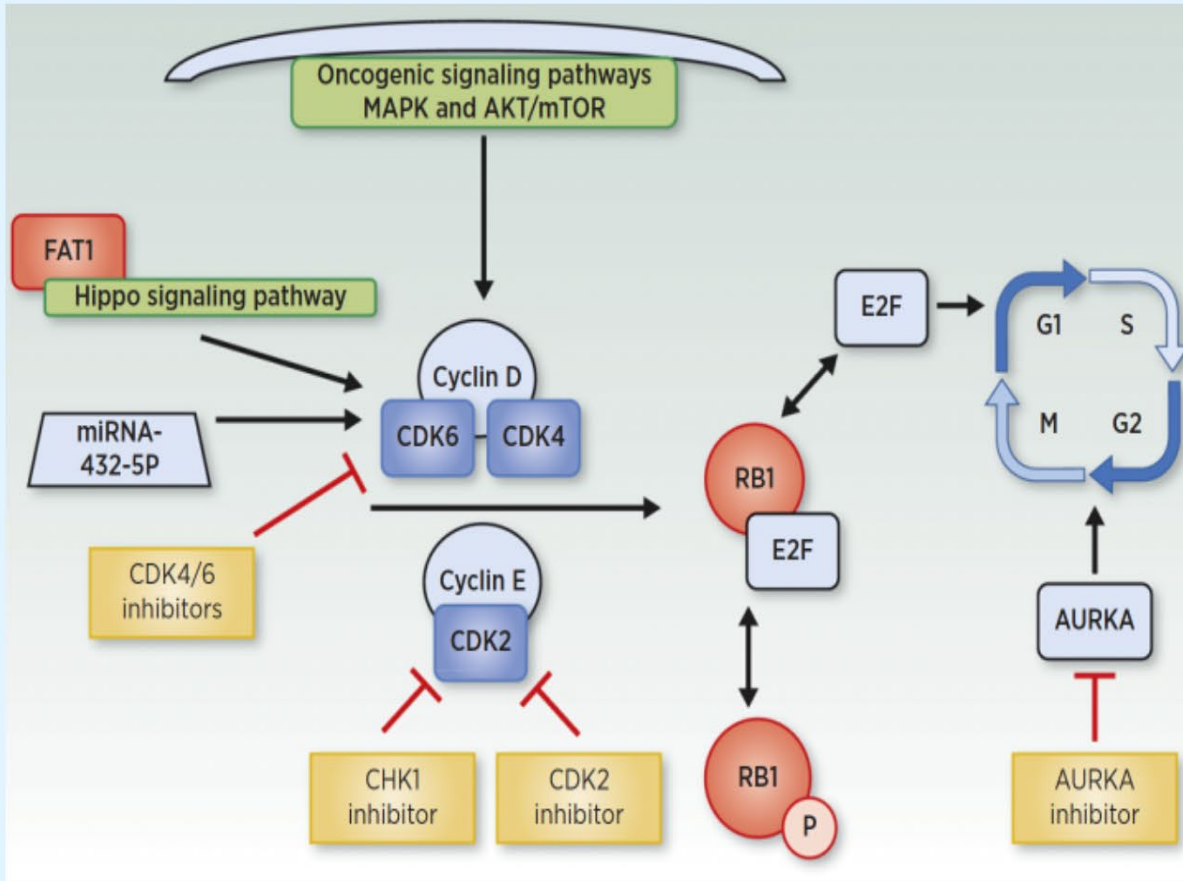 Oncogenic signaling pathways
MAPK and AKT/mTOR
FAT1
Hippo signaling pathway
miRNA-
432-5P
Cyclin D
CDK6
CDK4
CDK4/6
inhibitors
Cyclin E
CDK2
CHK1
inhibitor
CDK2
inhibitor
E2F
RB1
E2F
RB1
P
G1
S
M
G2
AURKA
AURKA
inhibitor